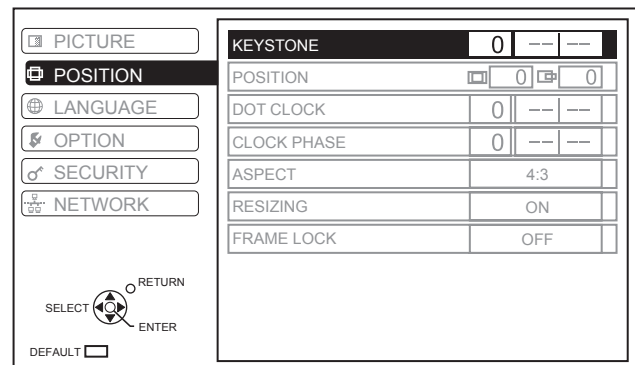 PICTURE
POSITION
LANGUAGE
OPTION
SECURITY
NETWORK
KEYSTONE 0 -- --
POSITION 0 0
DOT CLOCK 0 -- --
CLOCK PHASE 0 -- --
ASPECT 4:3
RESIZING ON
FRAME LOCK OFF
RETURN
SELECT
ENTER
DEFAULT